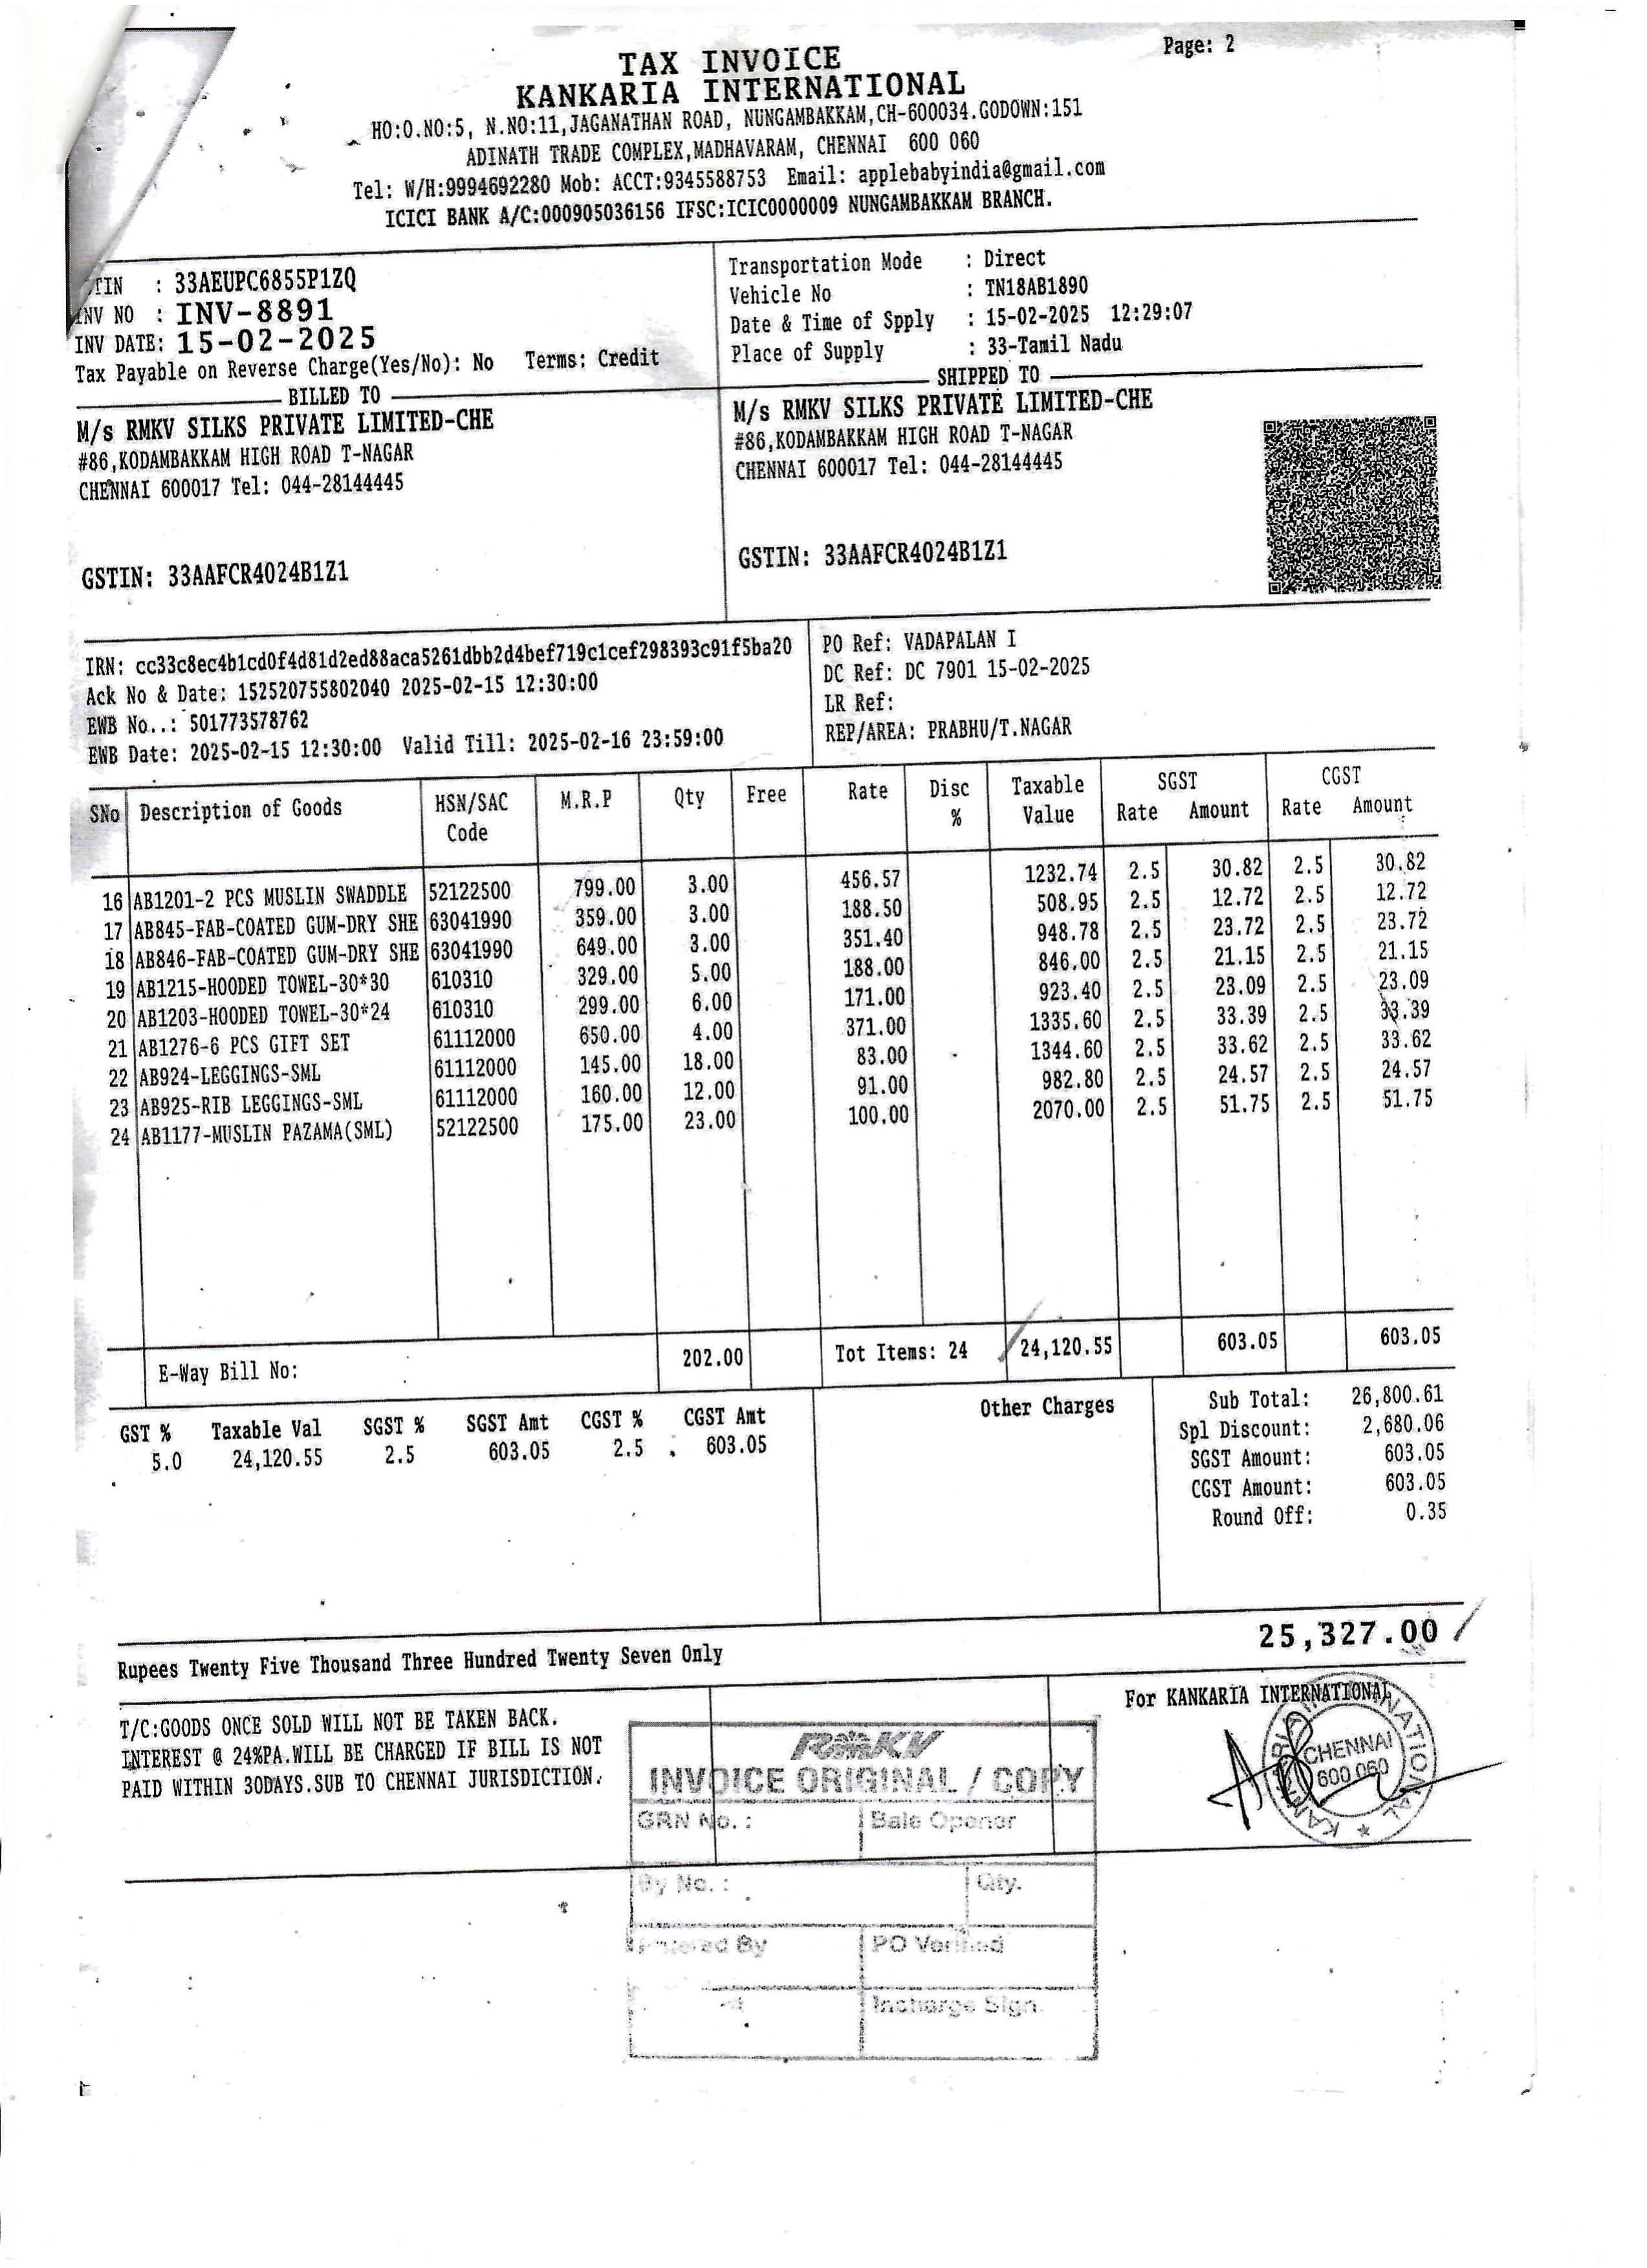 Page: 2
TAX INVOICE
KANKARIA INTERNATIONAL
HO:O.NO:5, N.NO:11,JAGANATHAN ROAD, NUNGAMBAKKAM,CH-600034.GODOWN:151
ADINATH TRADE COMPLEX,MADHAVARAM, CHENNAI 600 060
Tel: W/H:9994692280 Mob: ACCT:9345588753 Email: applebabyindia@gmail.com
ICICI BANK A/C:000905036156 IFSC:ICIC0000009 NUNGAMBAKKAM BRANCH.
TIN : 33AEUPC6855P1ZQ
INV NO : INV-8891
INV DATE: 15-02-2025
Tax Payable on Reverse Charge(Yes/No): No Terms: Credit
Transportation Mode : Direct
Vehicle No : TN18AB1890
Date & Time of Spply : 15-02-2025 12:29:07
Place of Supply : 33-Tamil Nadu
BILLED TO
M/s RMKV SILKS PRIVATE LIMITED-CHE
#86,KODAMBAKKAM HIGH ROAD T-NAGAR
CHENNAI 600017 Tel: 044-28144445
GSTIN: 33AAFCR4024B1Z1
SHIPPED TO
M/s RMKV SILKS PRIVATE LIMITED-CHE
#86,KODAMBAKKAM HIGH ROAD T-NAGAR
CHENNAI 600017 Tel: 044-28144445
GSTIN: 33AAFCR4024B1Z1
IRN: cc33c8ec4b1cd0f4d81d2ed88aca5261dbb2d4bef719c1cef298393c91f5ba20
Ack No & Date: 152520755802040 2025-02-15 12:30:00
EWB No..: 501773578762
EWB Date: 2025-02-15 12:30:00 Valid Till: 2025-02-16 23:59:00
PO Ref: VADAPALAN I
DC Ref: DC 7901 15-02-2025
LR Ref:
REP/AREA: PRABHU/T.NAGAR
SNo Description of Goods HSN/SAC Code M.R.P Qty Free Rate Disc % Taxable Value SGST Rate Amount CGST Rate Amount
16 AB1201-2 PCS MUSLIN SWADDLE 52122500 799.00 3.00 456.57 1232.74 2.5 30.82 2.5 30.82
17 AB845-FAB-COATED GUM-DRY SHE 63041990 359.00 3.00 188.50 508.95 2.5 12.72 2.5 12.72
18 AB846-FAB-COATED GUM-DRY SHE 63041990 649.00 3.00 351.40 948.78 2.5 23.72 2.5 23.72
19 AB1215-HOODED TOWEL-30*30 610310 329.00 5.00 188.00 846.00 2.5 21.15 2.5 21.15
20 AB1203-HOODED TOWEL-30*24 610310 299.00 6.00 171.00 923.40 2.5 23.09 2.5 23.09
21 AB1276-6 PCS GIFT SET 61112000 650.00 4.00 371.00 1335.60 2.5 33.39 2.5 33.39
22 AB924-LEGGINGS-SML 61112000 145.00 18.00 83.00 1344.60 2.5 33.62 2.5 33.62
23 AB925-RIB LEGGINGS-SML 61112000 160.00 12.00 91.00 982.80 2.5 24.57 2.5 24.57
24 AB1177-MUSLIN PAZAMA(SML) 52122500 175.00 23.00 100.00 2070.00 2.5 51.75 2.5 51.75
E-Way Bill No: 202.00 Tot Items: 24 24,120.55 603.05 603.05
GST % Taxable Val SGST % SGST Amt CGST % CGST Amt
5.0 24,120.55 2.5 603.05 2.5 603.05
Other Charges
Sub Total: 26,800.61
Spl Discount: 2,680.06
SGST Amount: 603.05
CGST Amount: 603.05
Round Off: 0.35
25,327.00
Rupees Twenty Five Thousand Three Hundred Twenty Seven Only
T/C:GOODS ONCE SOLD WILL NOT BE TAKEN BACK.
INTEREST @ 24%PA.WILL BE CHARGED IF BILL IS NOT
PAID WITHIN 30DAYS.SUB TO CHENNAI JURISDICTION.
For KANKARIA INTERNATIONAL
CHENNAI
600 060
RMKV
INVOICE ORIGINAL / COPY
GRN No. : Bale Opener
By No. : Qty.
By PO Verified
Incharge Sign.